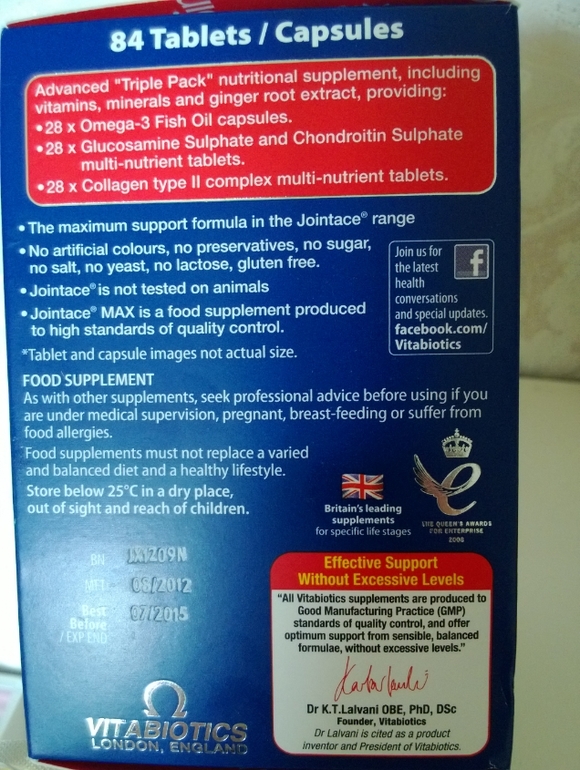 84 Tablets / Capsules
Advanced "Triple Pack" nutritional supplement, including
vitamins, minerals and ginger root extract, providing:
•28 x Omega-3 Fish Oil capsules.
•28 x Glucosamine Sulphate and Chondroitin Sulphate
multi-nutrient tablets.
•28 x Collagen type II complex multi-nutrient tablets.
• The maximum support formula in the Jointace® range
• No artificial colours, no preservatives, no sugar,
no salt, no yeast, no lactose, gluten free.
• Jointace® is not tested on animals
• Jointace® MAX is a food supplement produced
to high standards of quality control.
Join us for
the latest
health
conversations
and special updates.
facebook.com/
Vitabiotics
f
*Tablet and capsule images not actual size.
FOOD SUPPLEMENT
As with other supplements, seek professional advice before using if you
are under medical supervision, pregnant, breast-feeding or suffer from
food allergies.
Food supplements must not replace a varied
and balanced diet and a healthy lifestyle.
Store below 25°C in a dry place,
out of sight and reach of children.
Britain's leading
supplements
for specific life stages
THE QUEEN'S AWARDS
FOR ENTERPRISE
BN
MFT 08/2012
Best 07/2015
Before
/ EXP END
Effective Support
Without Excessive Levels
"All Vitabiotics supplements are produced to
Good Manufacturing Practice (GMP)
standards of quality control, and offer
optimum support from sensible, balanced
formulae, without excessive levels."
Dr K.T.Lalvani OBE, PhD, DSc
Founder, Vitabiotics
Dr Lalvani is cited as a product
inventor and President of Vitabiotics.
VITABIOTICS
LONDON, ENGLAND